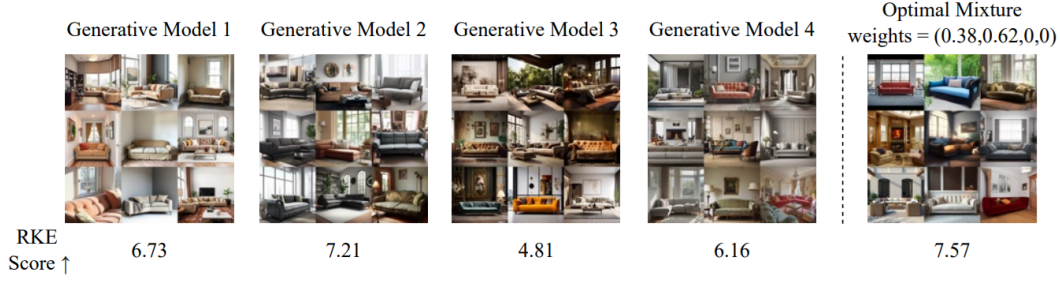 Generative Model 1
Generative Model 2
Generative Model 3
Generative Model 4
Optimal Mixture
weights = (0.38,0.62,0,0)
RKE
Score ↑
6.73
7.21
4.81
6.16
7.57